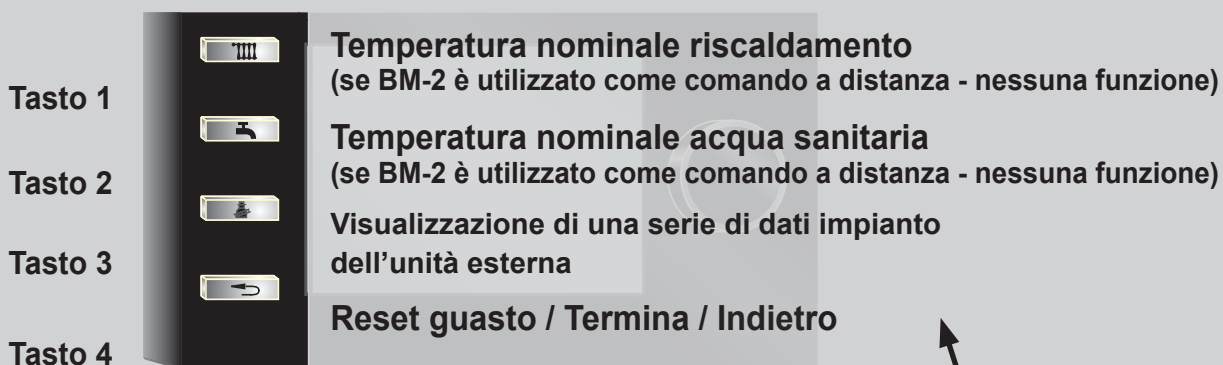 Temperatura nominale riscaldamento
(se BM-2 è utilizzato come comando a distanza - nessuna funzione)
Tasto 1
Temperatura nominale acqua sanitaria
(se BM-2 è utilizzato come comando a distanza - nessuna funzione)
Tasto 2
Visualizzazione di una serie di dati impianto
dell'unità esterna
Tasto 3
Reset guasto / Termina / Indietro
Tasto 4